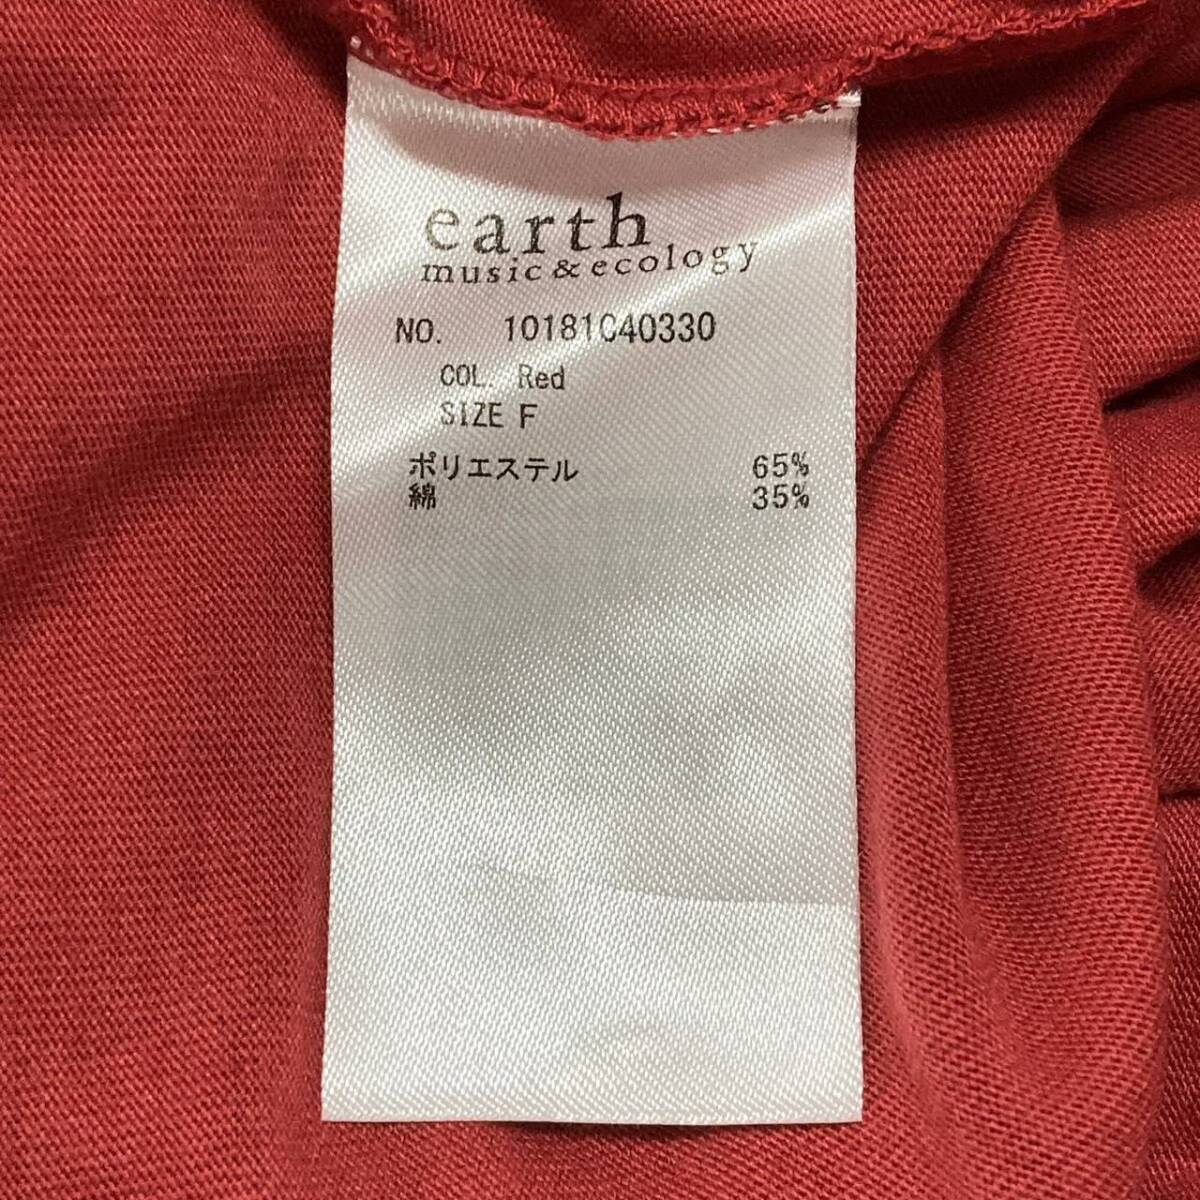 earth
music & ecology
NO. 10181C40330
COL. Red
SIZE F
ポリエステル 65%
綿 35%